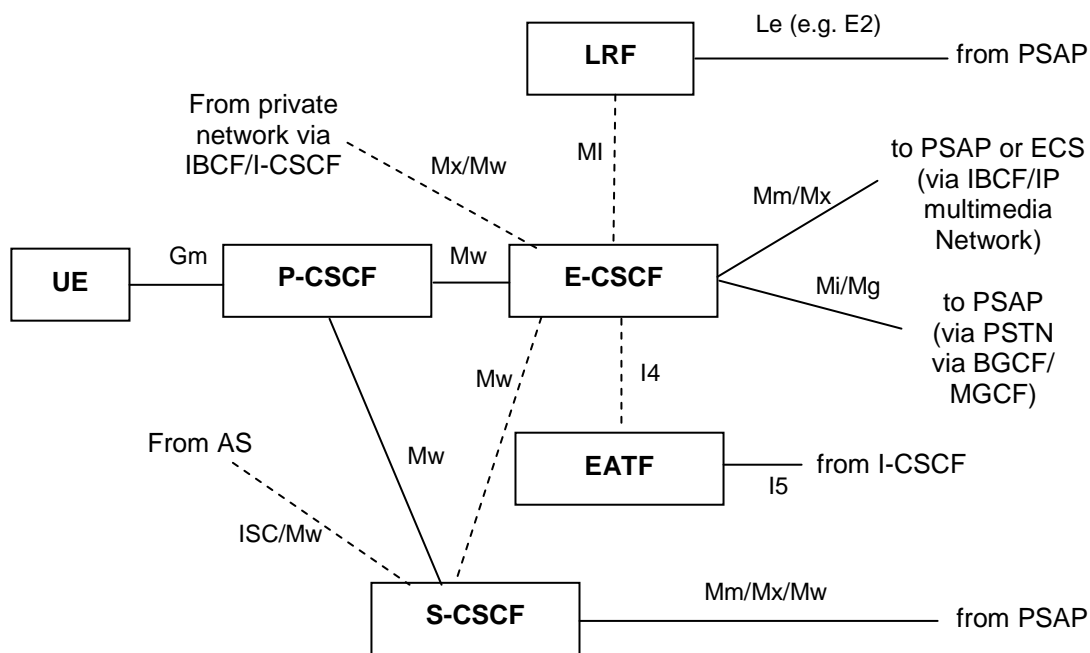 Le (e.g. E2)
LRF
from PSAP
From private
network via
IBCF/I-CSCF
Ml
Mx/Mw
to PSAP or ECS
(via IBCF/IP
multimedia
Network)
Mm/Mx
Gm
Mw
UE
P-CSCF
E-CSCF
Mi/Mg
to PSAP
(via PSTN
via BGCF/
MGCF)
Mw
I4
From AS
Mw
EATF
from I-CSCF
I5
ISC/Mw
Mm/Mx/Mw
S-CSCF
from PSAP